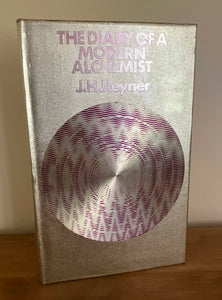 THE DIARY OF A
MODERN
ALCHEMIST
J.H.Reyner